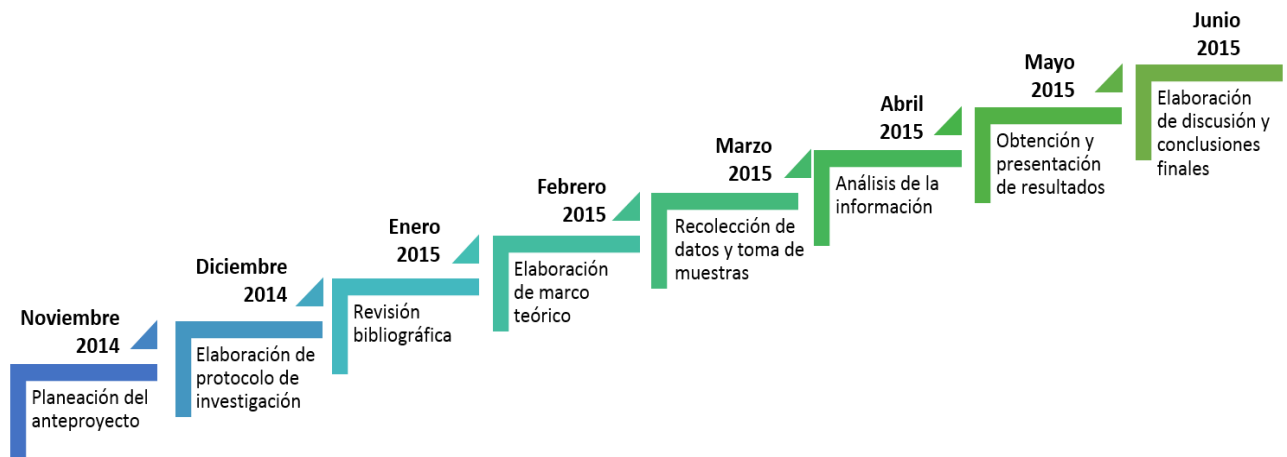 Noviembre
2014
Planeación del
anteproyecto
Diciembre
2014
Elaboración de
protocolo de
investigación
Enero
2015
Revisión
bibliográfica
Febrero
2015
Elaboración
de marco
teórico
Marzo
2015
Recolección de
datos y toma de
muestras
Abril
2015
Análisis de la
información
Mayo
2015
Obtención y
presentación
de resultados
Junio
2015
Elaboración
de discusión y
conclusiones
finales